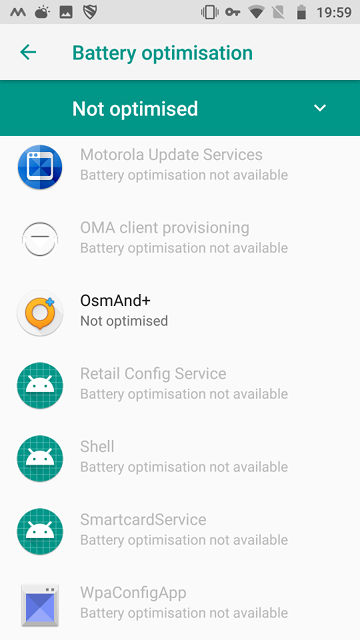 19:59
Battery optimisation
Not optimised
Motorola Update Services
Battery optimisation not available
OMA client provisioning
Battery optimisation not available
OsmAnd+
Not optimised
Retail Config Service
Battery optimisation not available
Shell
Battery optimisation not available
SmartcardService
Battery optimisation not available
WpaConfigApp
Battery optimisation not available